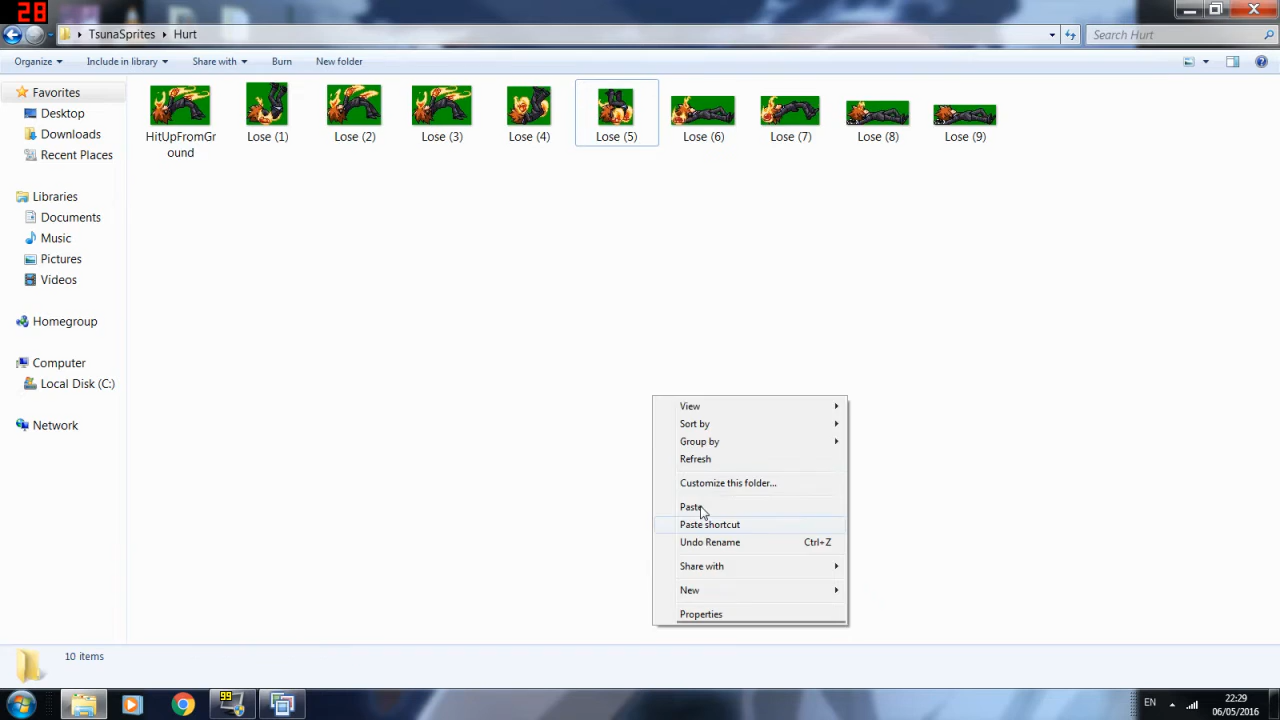 28
TsunaSprites
Hurt
Search Hurt
Organize
Include in library
Share with
Burn
New folder
Favorites
Desktop
Downloads
Recent Places
Libraries
Documents
Music
Pictures
Videos
Homegroup
Computer
Local Disk (C:)
Network
HitUpFromGr
ound
Lose (1)
Lose (2)
Lose (3)
Lose (4)
Lose (5)
Lose (6)
Lose (7)
Lose (8)
Lose (9)
View
Sort by
Group by
Refresh
Customize this folder...
Paste
Paste shortcut
Undo Rename Ctrl+Z
Share with
New
Properties
10 items
99
EN
22:29
06/05/2016